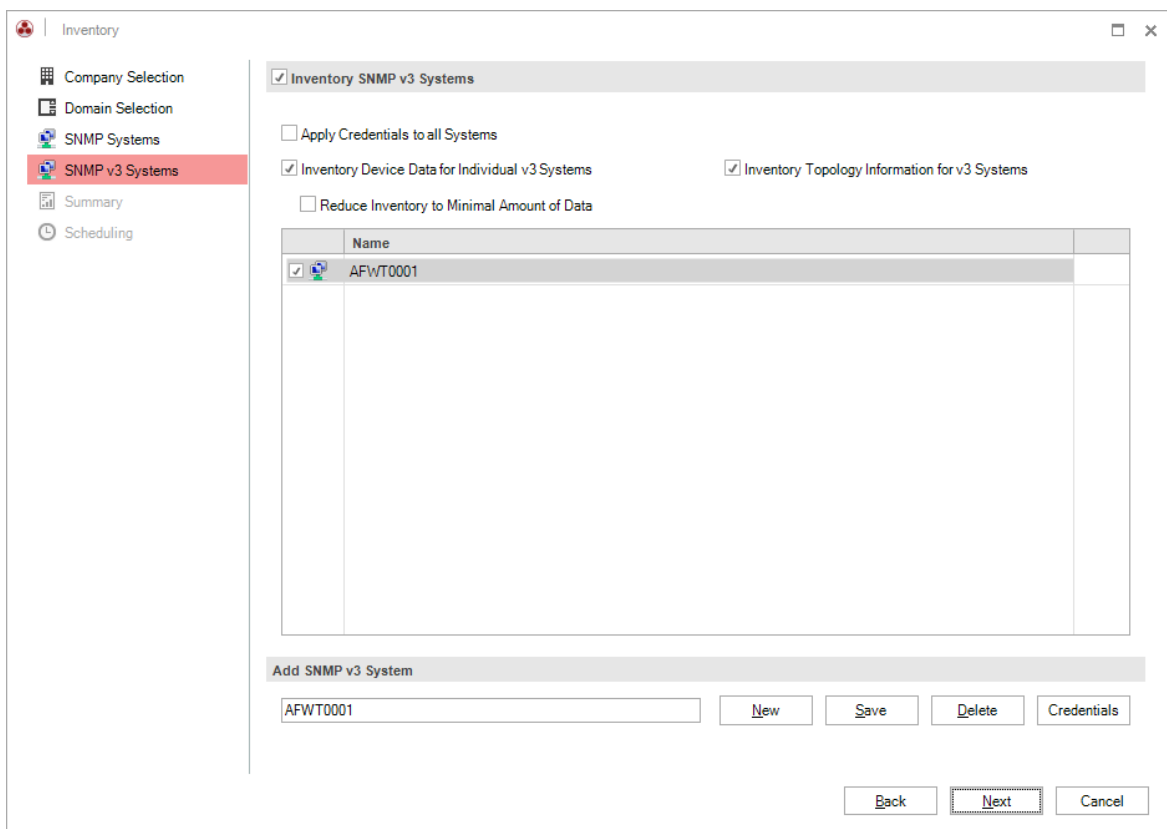 Inventory
Company Selection
Domain Selection
SNMP Systems
SNMP v3 Systems
Summary
Scheduling
Inventory SNMP v3 Systems
Apply Credentials to all Systems
Inventory Device Data for Individual v3 Systems
Inventory Topology Information for v3 Systems
Reduce Inventory to Minimal Amount of Data
Name
AFWT0001
Add SNMP v3 System
AFWT0001
New
Save
Delete
Credentials
Back
Next
Cancel